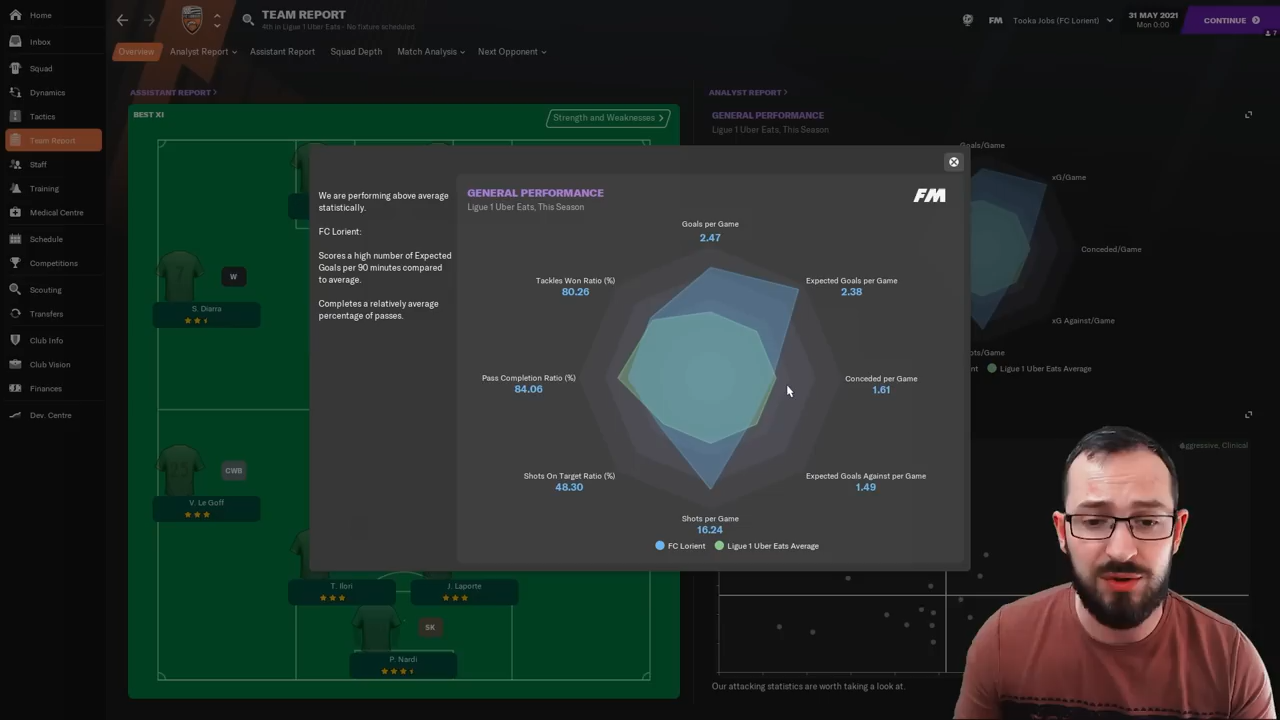 Home
Inbox
Squad
Dynamics
Tactics
Team Report
Staff
Training
Medical Centre
Schedule
Competitions
Scouting
Transfers
Club Info
Club Vision
Finances
Dev. Centre
TEAM REPORT
4th in Ligue 1 Uber Eats - No fixture scheduled.
FM
Tooka Jobs (FC Lorient)
31 MAY 2021
Mon 0:00
CONTINUE
7
Overview
Analyst Report
Assistant Report
Squad Depth
Match Analysis
Next Opponent
ASSISTANT REPORT >
BEST XI
Strength and Weaknesses >
7
W
S. Diarra
CWB
V. Le Goff
T. Ilori
J. Laporte
SK
P. Nardi
We are performing above average
statistically.
FC Lorient:
Scores a high number of Expected
Goals per 90 minutes compared
to average.
Completes a relatively average
percentage of passes.
GENERAL PERFORMANCE
Ligue 1 Uber Eats, This Season
FM
Goals per Game
2.47
Tackles Won Ratio (%)
80.26
Expected Goals per Game
2.38
Pass Completion Ratio (%)
84.06
Conceded per Game
1.61
Shots On Target Ratio (%)
48.30
Expected Goals Against per Game
1.49
Shots per Game
16.24
FC Lorient
Ligue 1 Uber Eats Average
ANALYST REPORT >
GENERAL PERFORMANCE
Ligue 1 Uber Eats, This Season
Goals/Game
xG/Game
Conceded/Game
xG Against/Game
ots/Game
nt
Ligue 1 Uber Eats Average
Aggressive, Clinical
Our attacking statistics are worth taking a look at.